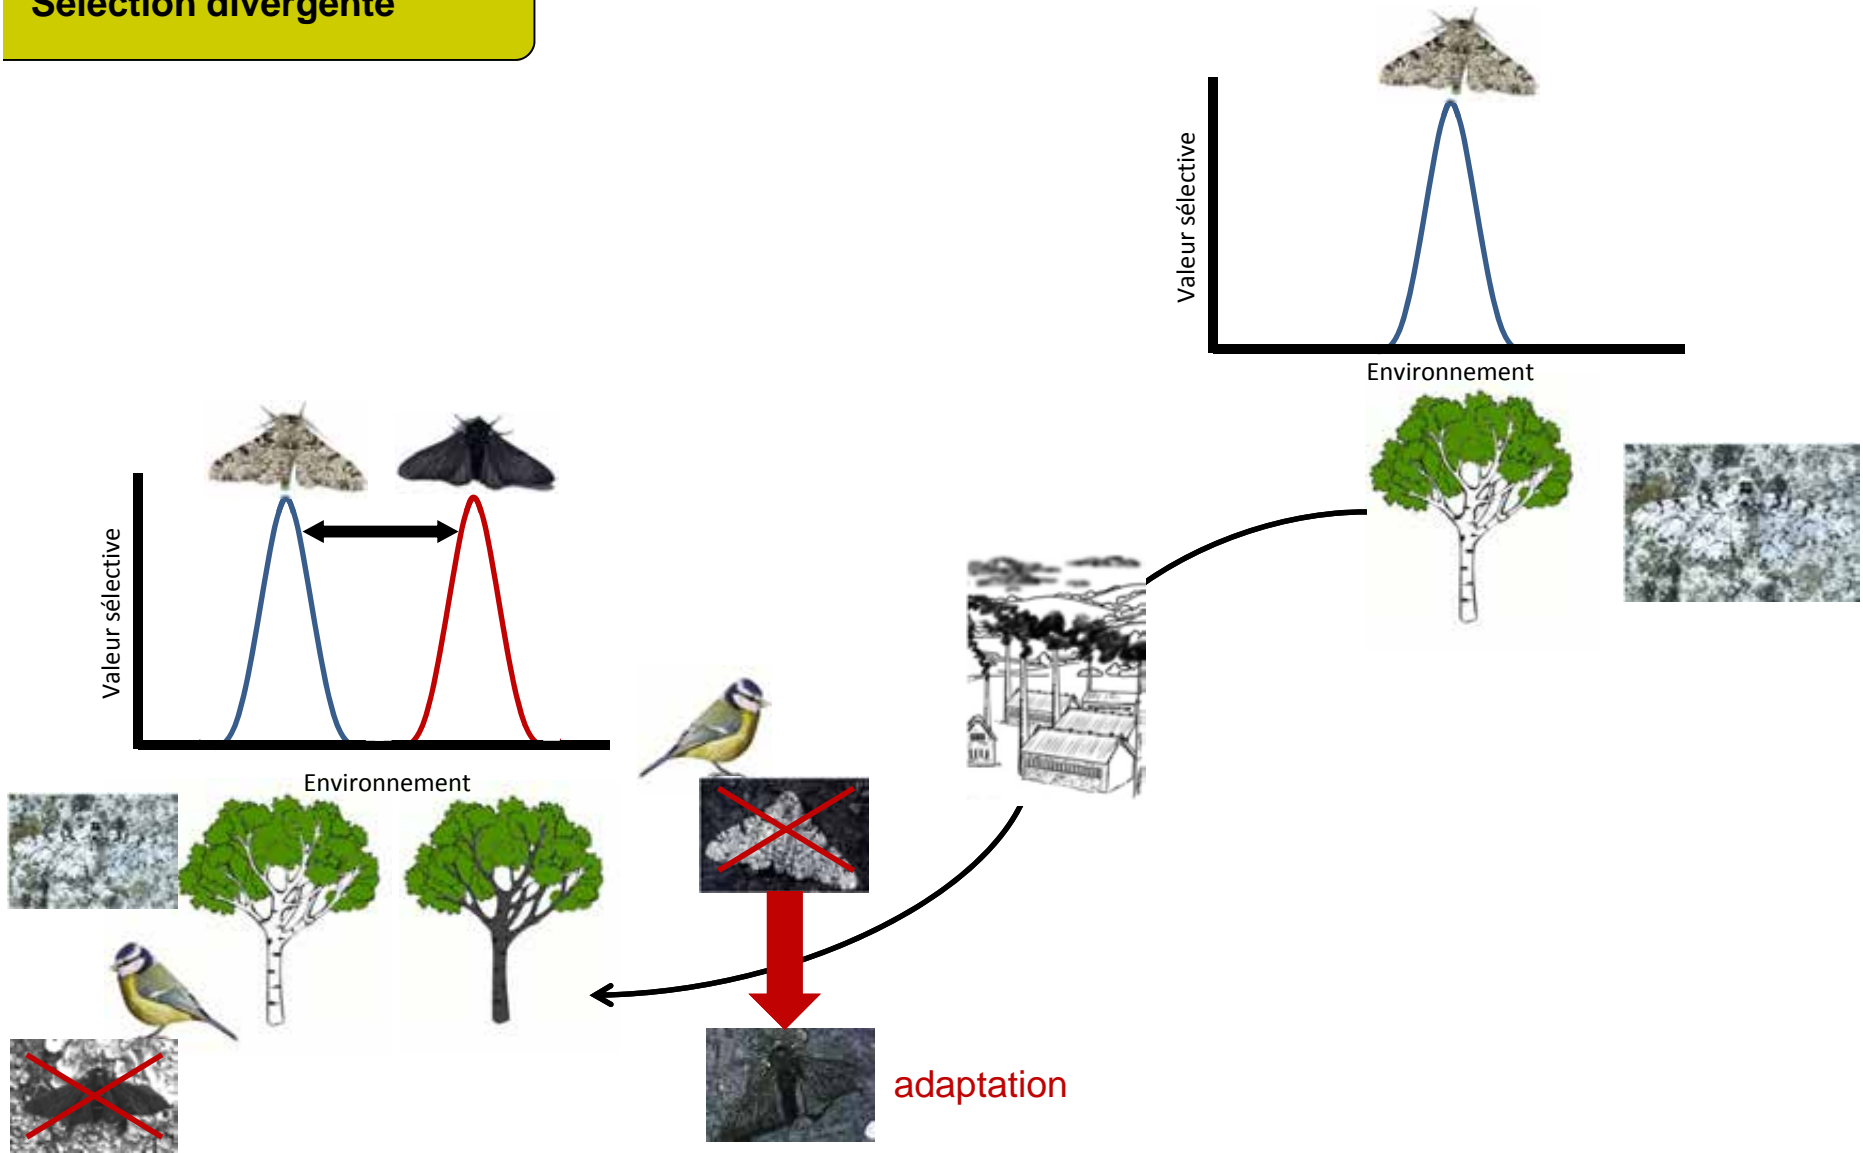 Sélection divergente
Valeur sélective
Environnement
Valeur sélective
Environnement
adaptation